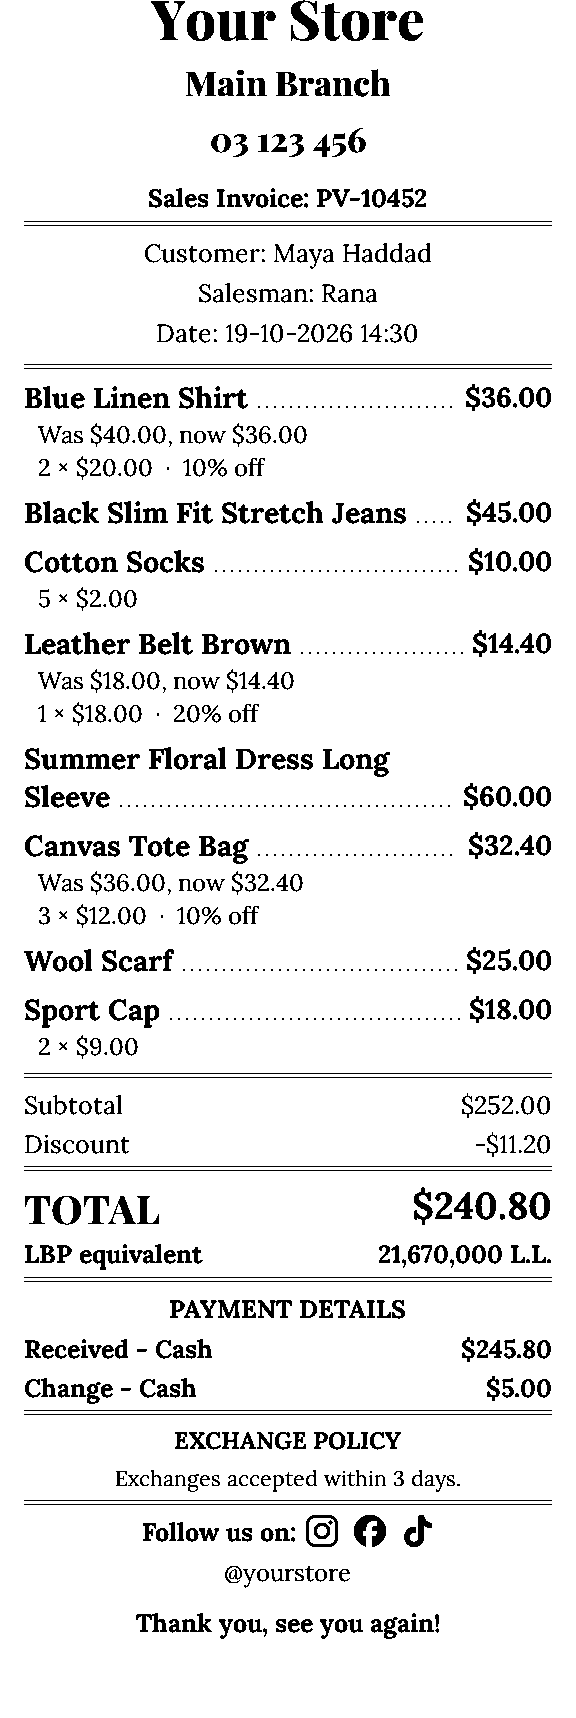 Your Store
Main Branch
03 123 456
Sales Invoice: PV-10452
Customer: Maya Haddad
Salesman: Rana
Date: 19-10-2026 14:30
Blue Linen Shirt ......................... $36.00
Was $40.00, now $36.00
2 × $20.00 · 10% off
Black Slim Fit Stretch Jeans ..... $45.00
Cotton Socks ............................... $10.00
5 × $2.00
Leather Belt Brown ..................... $14.40
Was $18.00, now $14.40
1 × $18.00 · 20% off
Summer Floral Dress Long
Sleeve .......................................... $60.00
Canvas Tote Bag ......................... $32.40
Was $36.00, now $32.40
3 × $12.00 · 10% off
Wool Scarf ................................... $25.00
Sport Cap ..................................... $18.00
2 × $9.00
Subtotal $252.00
Discount -$11.20
TOTAL $240.80
LBP equivalent 21,670,000 L.L.
PAYMENT DETAILS
Received - Cash $245.80
Change - Cash $5.00
EXCHANGE POLICY
Exchanges accepted within 3 days.
Follow us on:
@yourstore
Thank you, see you again!